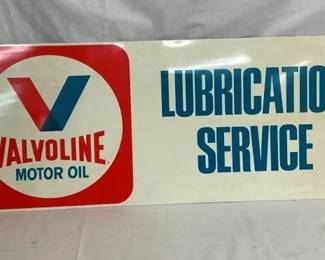 VALVOLINE
MOTOR OIL
LUBRICATIO
SERVICE